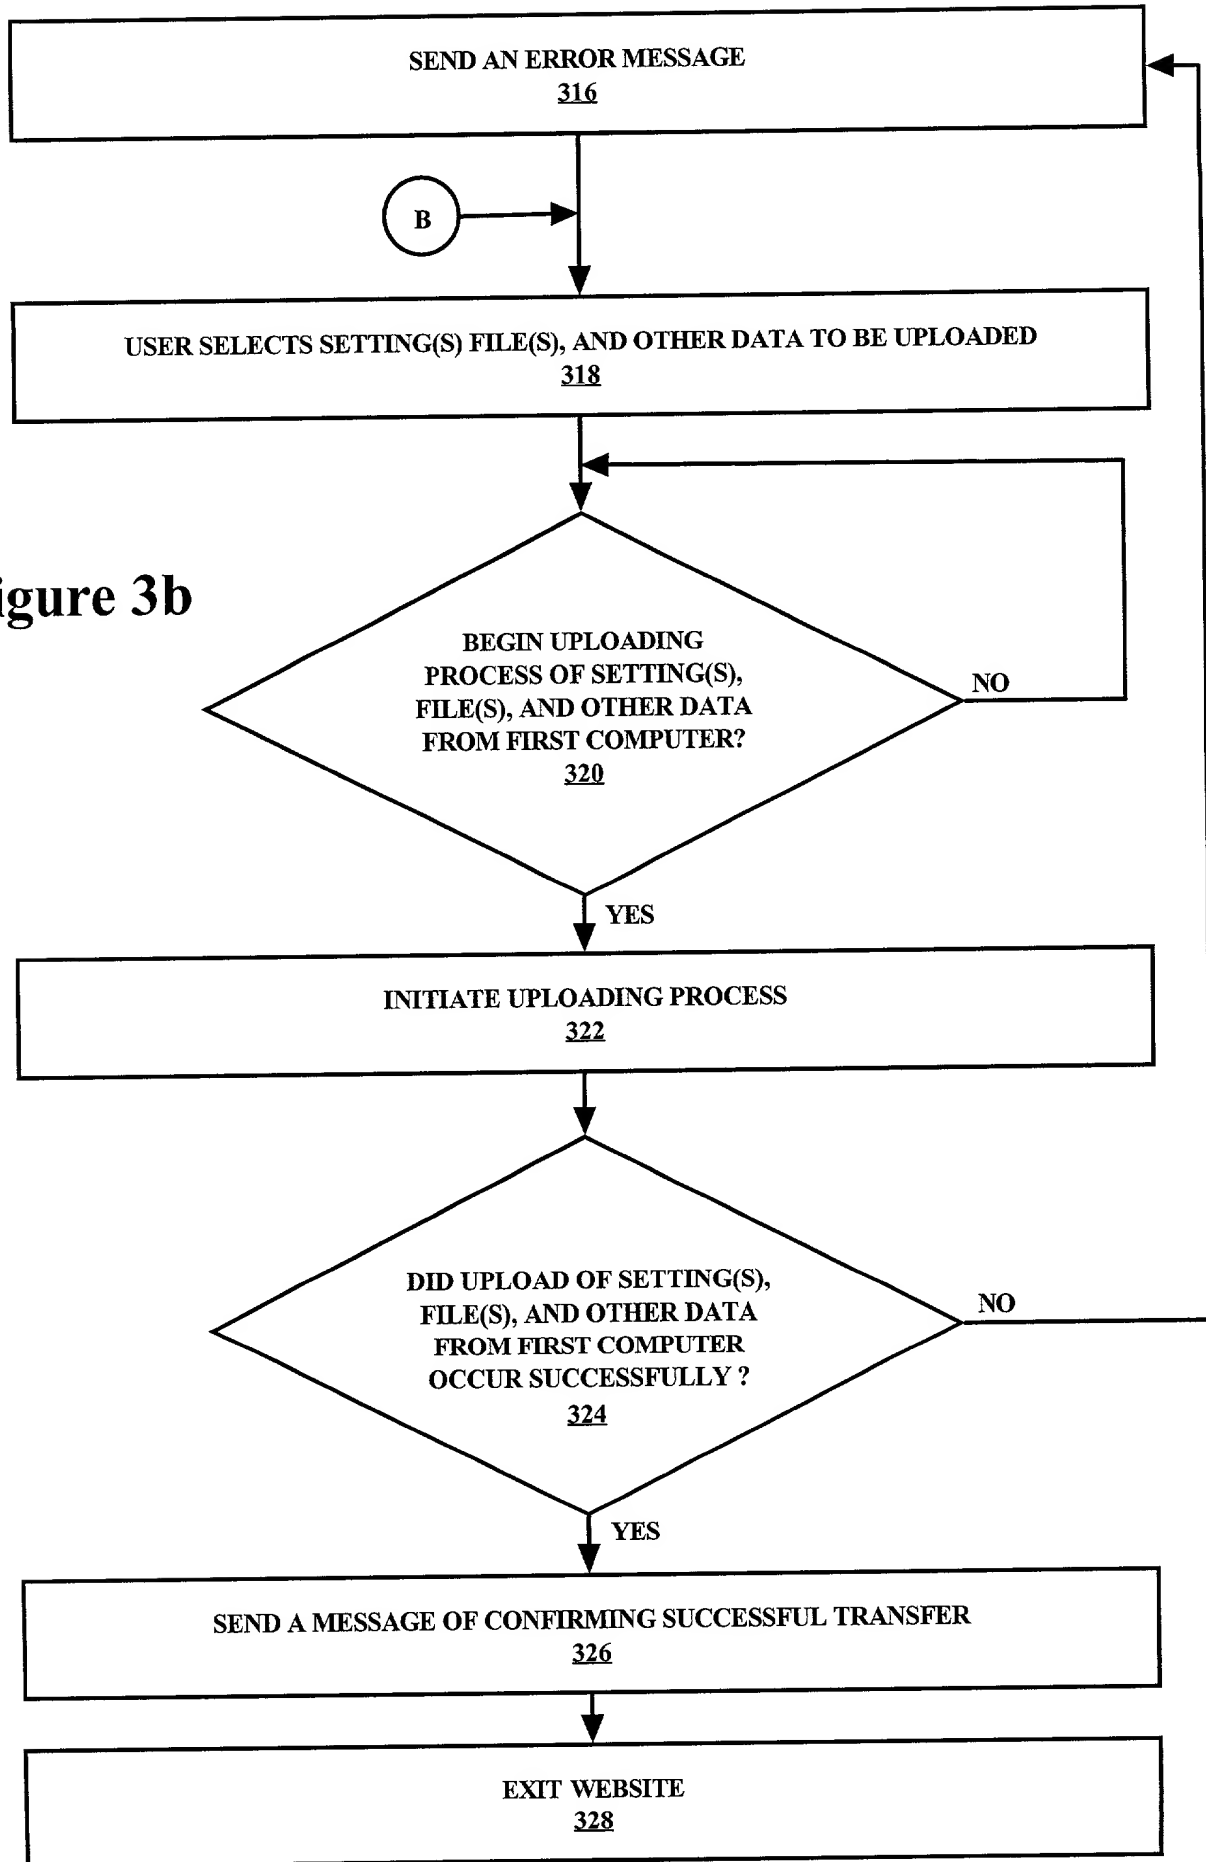 SEND AN ERROR MESSAGE
316
B
USER SELECTS SETTING(S) FILE(S), AND OTHER DATA TO BE UPLOADED
318
igure 3b
BEGIN UPLOADING
PROCESS OF SETTING(S),
FILE(S), AND OTHER DATA
FROM FIRST COMPUTER?
320
NO
YES
INITIATE UPLOADING PROCESS
322
DID UPLOAD OF SETTING(S),
FILE(S), AND OTHER DATA
FROM FIRST COMPUTER
OCCUR SUCCESSFULLY ?
324
NO
YES
SEND A MESSAGE OF CONFIRMING SUCCESSFUL TRANSFER
326
EXIT WEBSITE
328